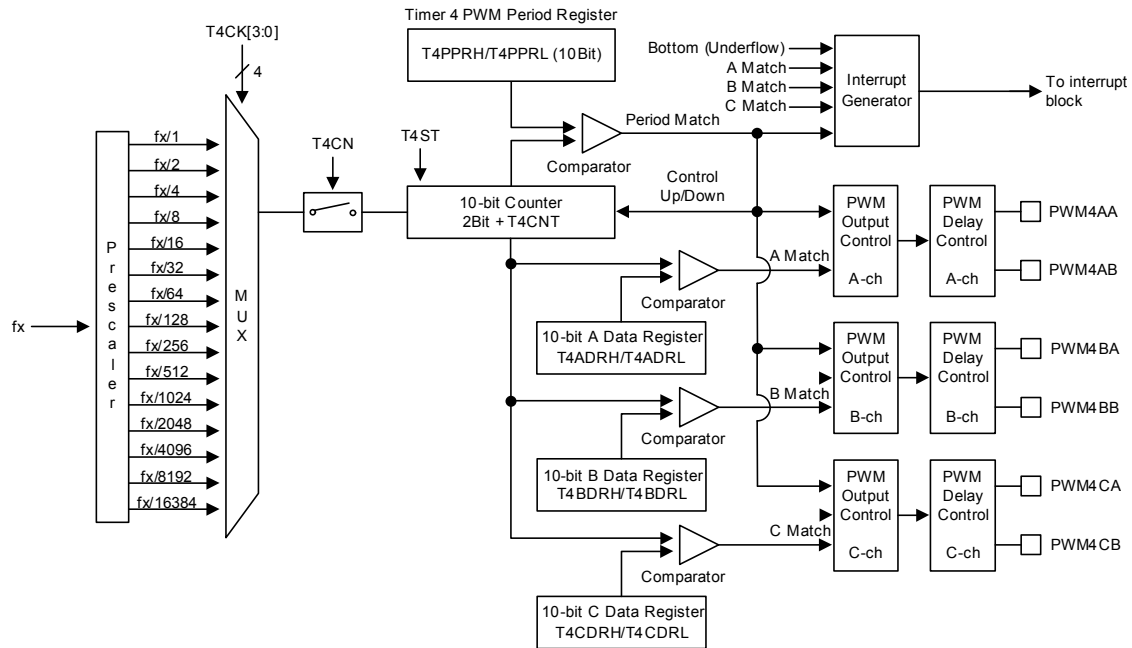 Timer 4 PWM Period Register
T4CK[3:0]
4
T4PPRH/T4PPRL (10Bit)
Bottom (Underflow)
A Match
B Match
C Match
Interrupt
Generator
To interrupt
block
Period Match
Comparator
T4CN
T4ST
fx
Prescaler
fx/1
fx/2
fx/4
fx/8
fx/16
fx/32
fx/64
fx/128
fx/256
fx/512
fx/1024
fx/2048
fx/4096
fx/8192
fx/16384
MUX
10-bit Counter
2Bit + T4CNT
Control
Up/Down
A Match
Comparator
10-bit A Data Register
T4ADRH/T4ADRL
PWM
Output
Control
A-ch
PWM
Delay
Control
A-ch
PWM4AA
PWM4AB
B Match
Comparator
10-bit B Data Register
T4BDRH/T4BDRL
PWM
Output
Control
B-ch
PWM
Delay
Control
B-ch
PWM4BA
PWM4BB
C Match
Comparator
10-bit C Data Register
T4CDRH/T4CDRL
PWM
Output
Control
C-ch
PWM
Delay
Control
C-ch
PWM4CA
PWM4CB